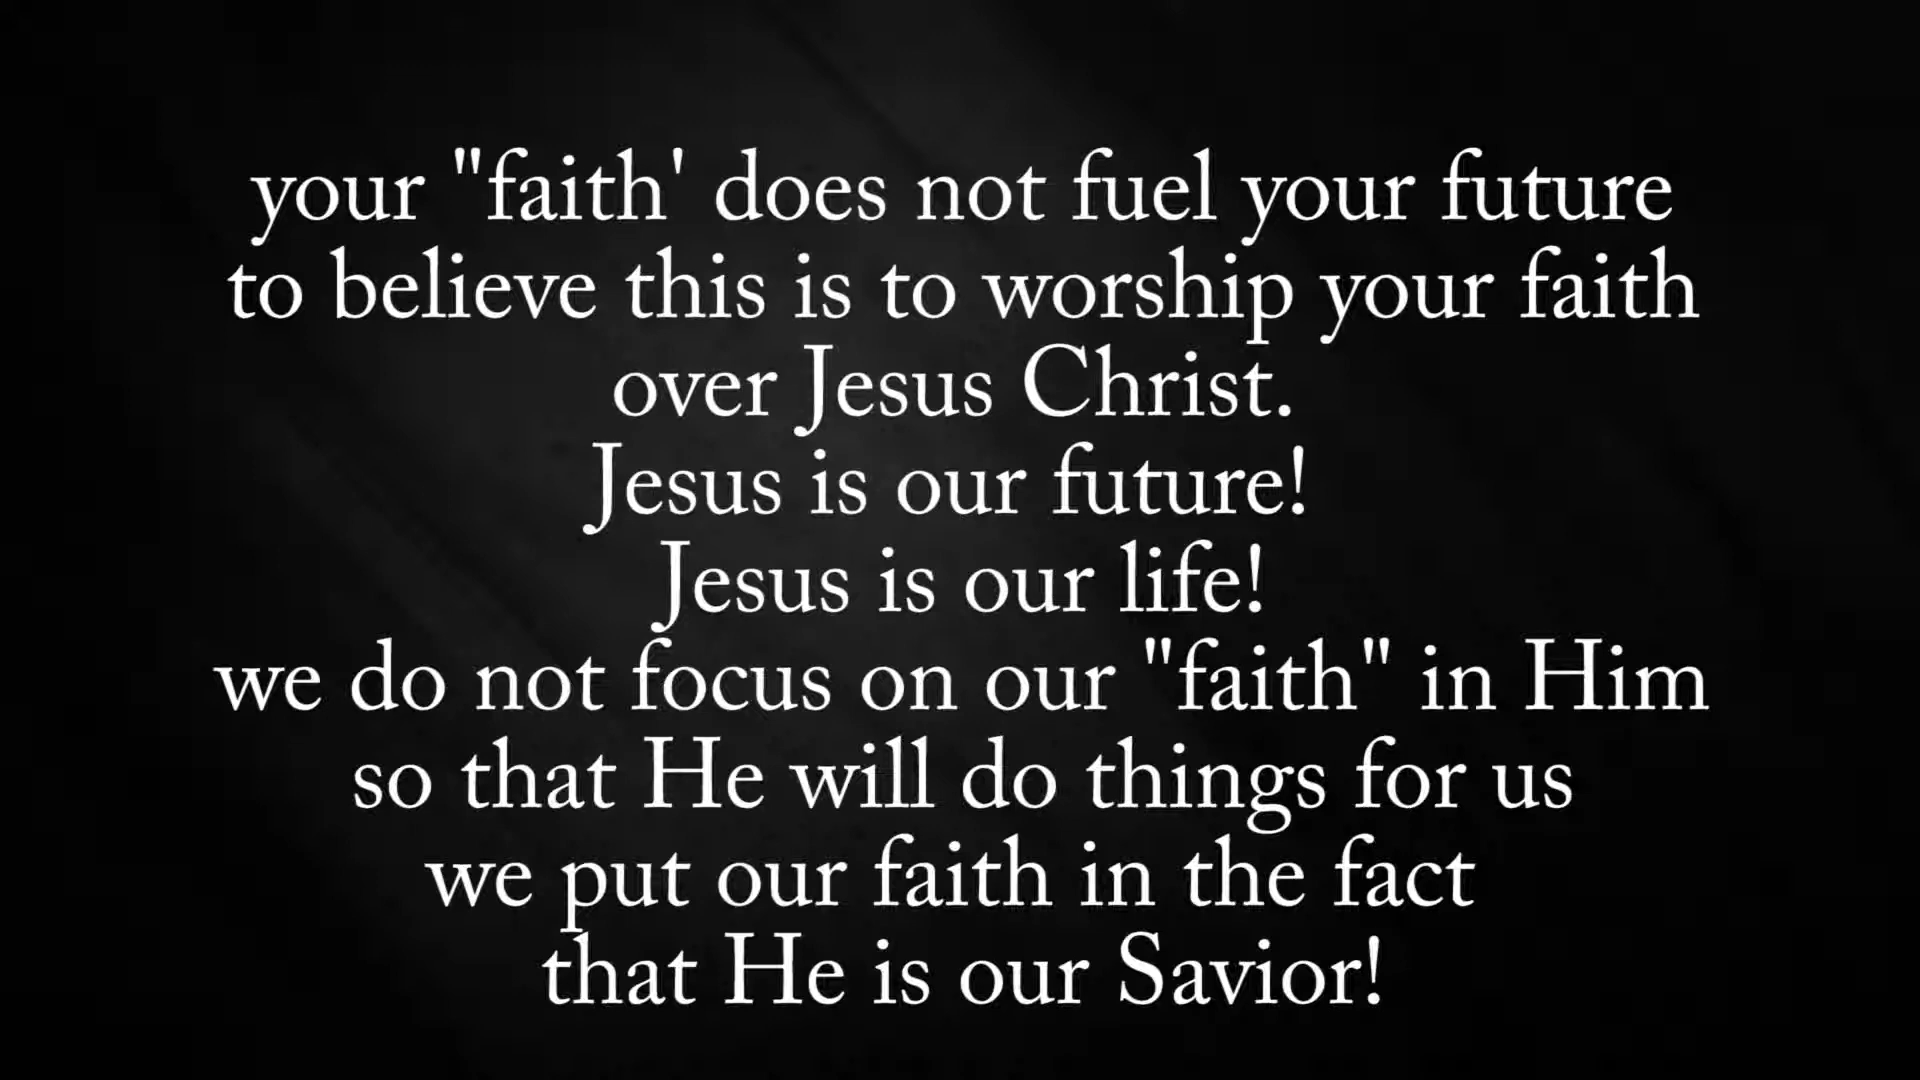 your "faith' does not fuel your future
to believe this is to worship your faith
over Jesus Christ.
Jesus is our future!
Jesus is our life!
we do not focus on our "faith" in Him
so that He will do things for us
we put our faith in the fact
that He is our Savior!